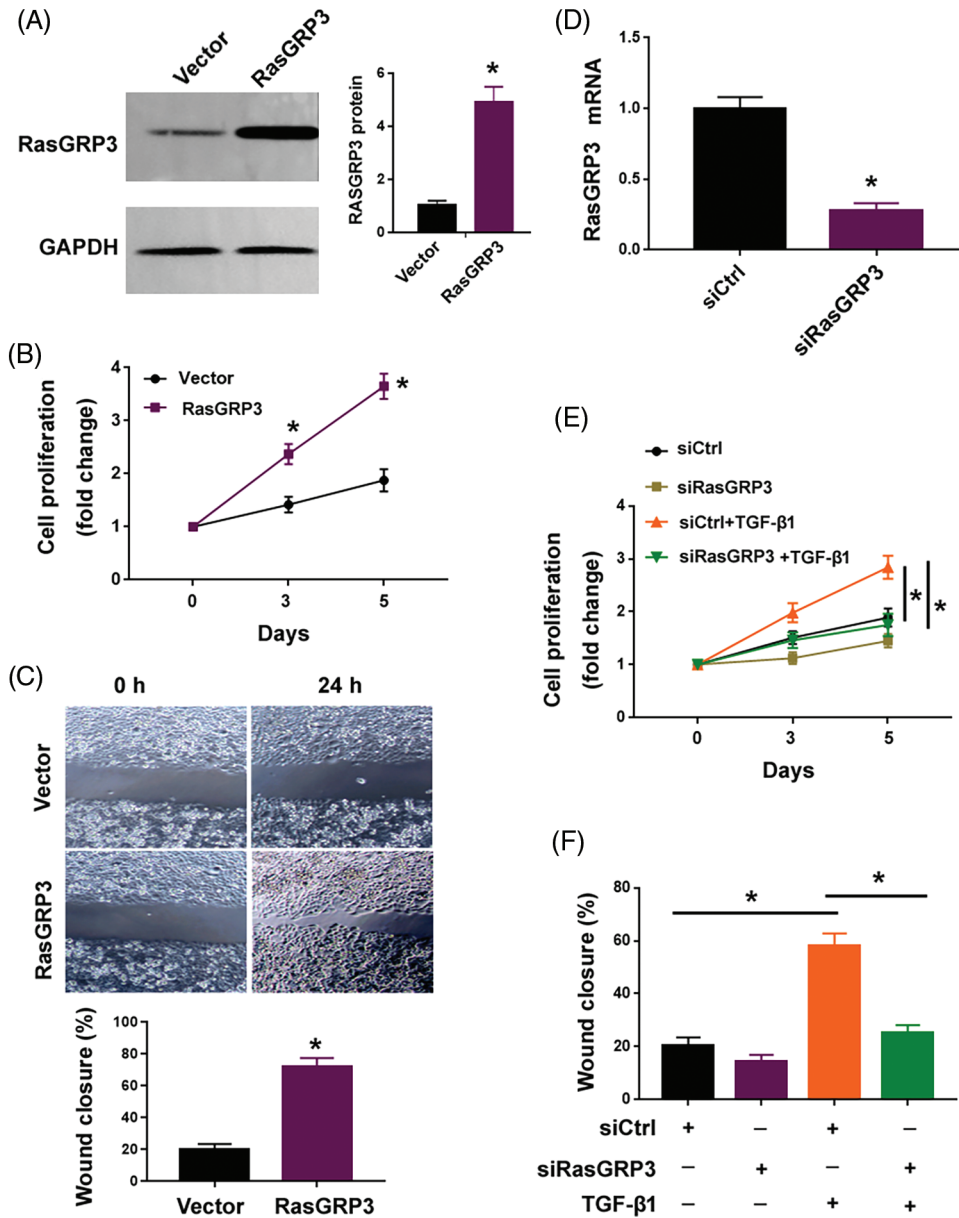 (A)
Vector
RasGRP3
RasGRP3
GAPDH
RASGRP3 protein
6
4
2
0
*
Vector
RasGRP3
(D)
RasGRP3 mRNA
1.5
1.0
0.5
0.0
*
siCtrl
siRasGRP3
(B)
Cell proliferation
(fold change)
4
3
2
1
0
Vector
RasGRP3
*
*
0 3 5
Days
(E)
siCtrl
siRasGRP3
siCtrl+TGF-β1
siRasGRP3 +TGF-β1
Cell proliferation
(fold change)
4
3
2
1
0
*
*
0 3 5
Days
(C)
0 h 24 h
Vector
RasGRP3
Wound closure (%)
100
80
60
40
20
0
*
Vector RasGRP3
(F)
Wound closure (%)
80
60
40
20
0
*
*
siCtrl + – + –
siRasGRP3 – + – +
TGF-β1 – – + +